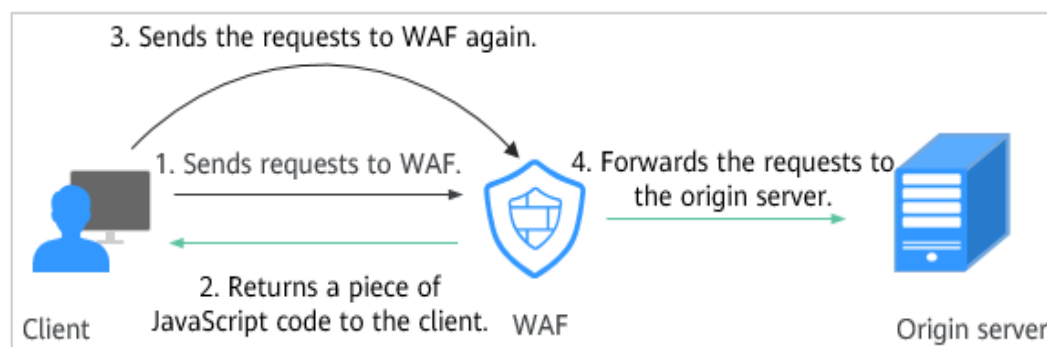 3. Sends the requests to WAF again.
1. Sends requests to WAF.
4. Forwards the requests to
the origin server.
2. Returns a piece of
JavaScript code to the client.
Client
WAF
Origin server